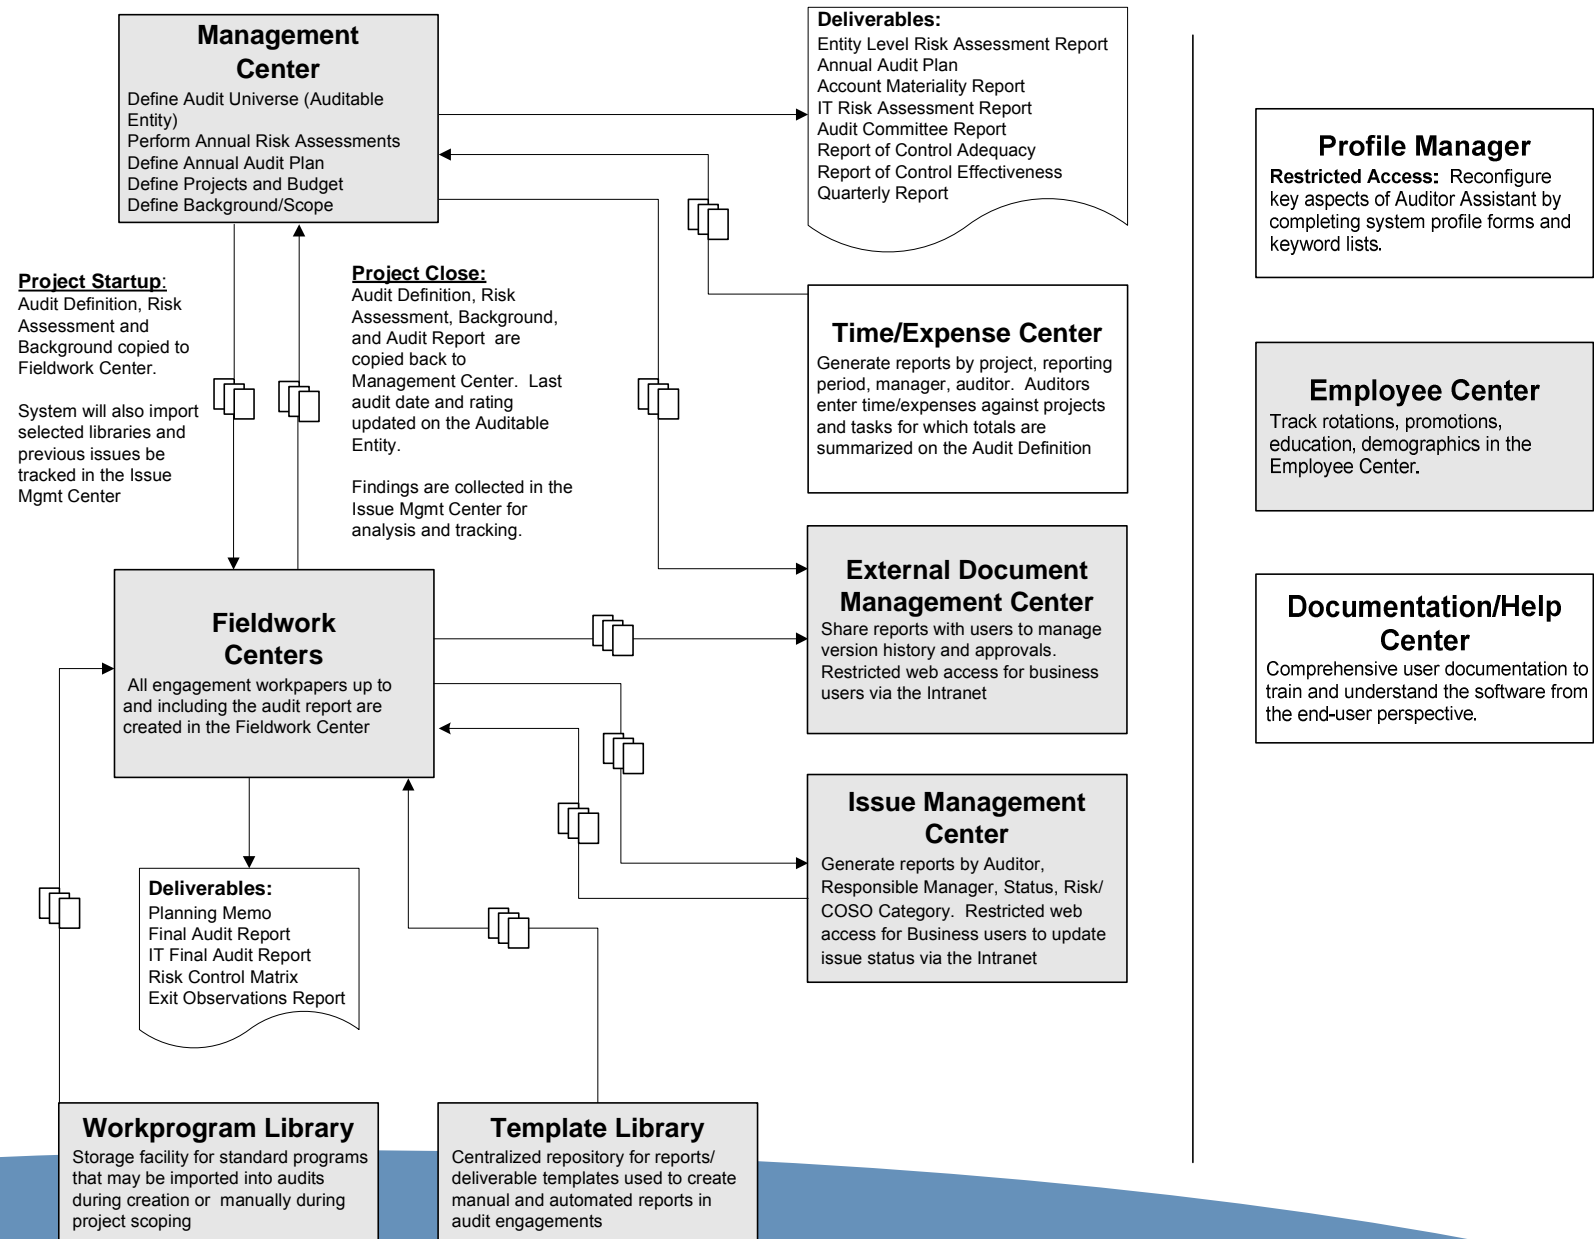 Management
Center
Define Audit Universe (Auditable
Entity)
Perform Annual Risk Assessments
Define Annual Audit Plan
Define Projects and Budget
Define Background/Scope
Deliverables:
Entity Level Risk Assessment Report
Annual Audit Plan
Account Materiality Report
IT Risk Assessment Report
Audit Committee Report
Report of Control Adequacy
Report of Control Effectiveness
Quarterly Report
Project Startup:
Audit Definition, Risk
Assessment and
Background copied to
Fieldwork Center.
System will also import
selected libraries and
previous issues be
tracked in the Issue
Mgmt Center
Project Close:
Audit Definition, Risk
Assessment, Background,
and Audit Report are
copied back to
Management Center. Last
audit date and rating
updated on the Auditable
Entity.
Findings are collected in the
Issue Mgmt Center for
analysis and tracking.
Time/Expense Center
Generate reports by project, reporting
period, manager, auditor. Auditors
enter time/expenses against projects
and tasks for which totals are
summarized on the Audit Definition
Fieldwork
Centers
All engagement workpapers up to
and including the audit report are
created in the Fieldwork Center
External Document
Management Center
Share reports with users to manage
version history and approvals.
Restricted web access for business
users via the Intranet
Issue Management
Center
Generate reports by Auditor,
Responsible Manager, Status, Risk/
COSO Category. Restricted web
access for Business users to update
issue status via the Intranet
Deliverables:
Planning Memo
Final Audit Report
IT Final Audit Report
Risk Control Matrix
Exit Observations Report
Workprogram Library
Storage facility for standard programs
that may be imported into audits
during creation or manually during
project scoping
Template Library
Centralized repository for reports/
deliverable templates used to create
manual and automated reports in
audit engagements
Profile Manager
Restricted Access: Reconfigure
key aspects of Auditor Assistant by
completing system profile forms and
keyword lists.
Employee Center
Track rotations, promotions,
education, demographics in the
Employee Center.
Documentation/Help
Center
Comprehensive user documentation to
train and understand the software from
the end-user perspective.